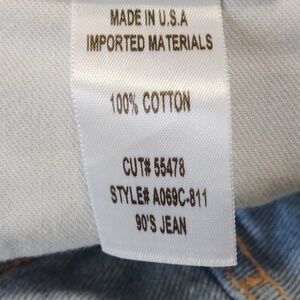 MADE IN U.S.A
IMPORTED MATERIALS
100% COTTON
CUT# 55478
STYLE# A069C-811
90'S JEAN